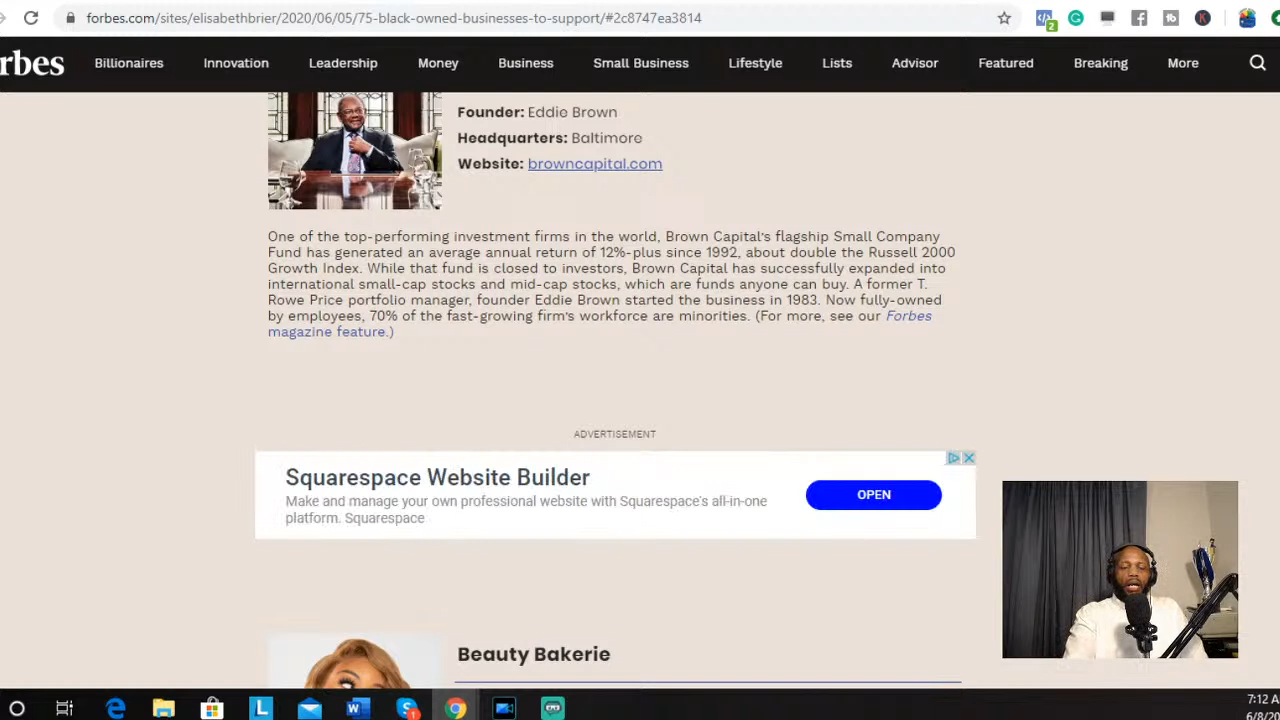 forbes.com/sites/elisabethbrier/2020/06/05/75-black-owned-businesses-to-support/#2c8747ea3814
2
rbes
Billionaires Innovation Leadership Money Business Small Business Lifestyle Lists Advisor Featured Breaking More
Founder: Eddie Brown
Headquarters: Baltimore
Website: browncapital.com
One of the top-performing investment firms in the world, Brown Capital's flagship Small Company
Fund has generated an average annual return of 12%-plus since 1992, about double the Russell 2000
Growth Index. While that fund is closed to investors, Brown Capital has successfully expanded into
international small-cap stocks and mid-cap stocks, which are funds anyone can buy. A former T.
Rowe Price portfolio manager, founder Eddie Brown started the business in 1983. Now fully-owned
by employees, 70% of the fast-growing firm's workforce are minorities. (For more, see our Forbes
magazine feature.)
ADVERTISEMENT
Squarespace Website Builder
Make and manage your own professional website with Squarespace's all-in-one
platform. Squarespace
OPEN
Beauty Bakerie
7:12 A
6/8/20